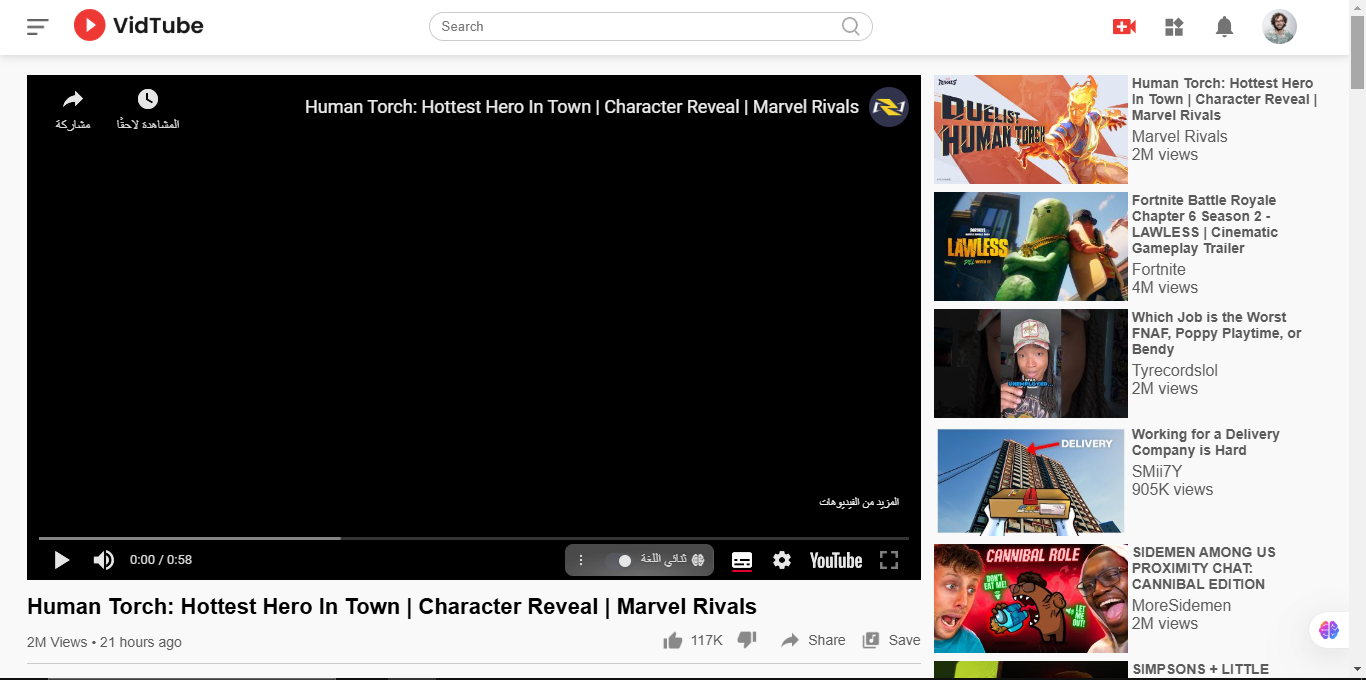 VidTube
Search
مشاركة
المشاهدة لاحقًا
Human Torch: Hottest Hero In Town | Character Reveal | Marvel Rivals
المزيد من الفيديوهات
0:00 / 0:58
ثنائي اللغة
YouTube
Human Torch: Hottest Hero In Town | Character Reveal | Marvel Rivals
2M Views • 21 hours ago
117K
Share
Save
RIVALS
DUELIST
HUMAN TORCH
Human Torch: Hottest Hero
In Town | Character Reveal |
Marvel Rivals
Marvel Rivals
2M views
FORTNITE
LAWLESS
Fortnite Battle Royale
Chapter 6 Season 2 -
LAWLESS | Cinematic
Gameplay Trailer
Fortnite
4M views
UNEMPLOYED...
Which Job is the Worst
FNAF, Poppy Playtime, or
Bendy
Tyrecordslol
2M views
DELIVERY
Working for a Delivery
Company is Hard
SMii7Y
905K views
CANNIBAL ROLE
DON'T
EAT ME!
LET
ME
OUT!
SIDEMEN AMONG US
PROXIMITY CHAT:
CANNIBAL EDITION
MoreSidemen
2M views
SIMPSONS + LITTLE